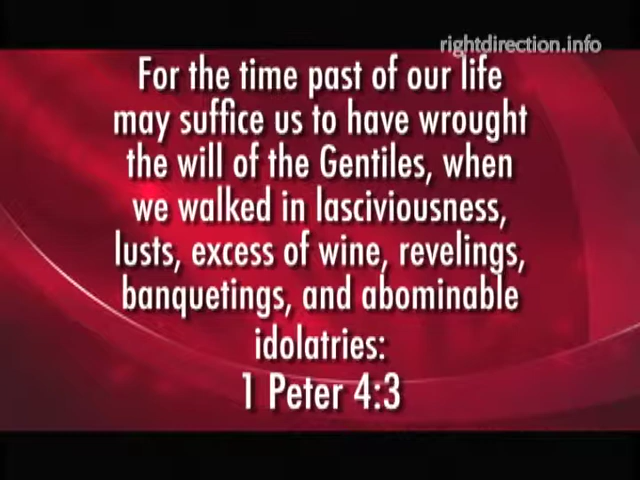 rightdirection.info
For the time past of our life
may suffice us to have wrought
the will of the Gentiles, when
we walked in lasciviousness,
lusts, excess of wine, revelings,
banquetings, and abominable
idolatries:
1 Peter 4:3